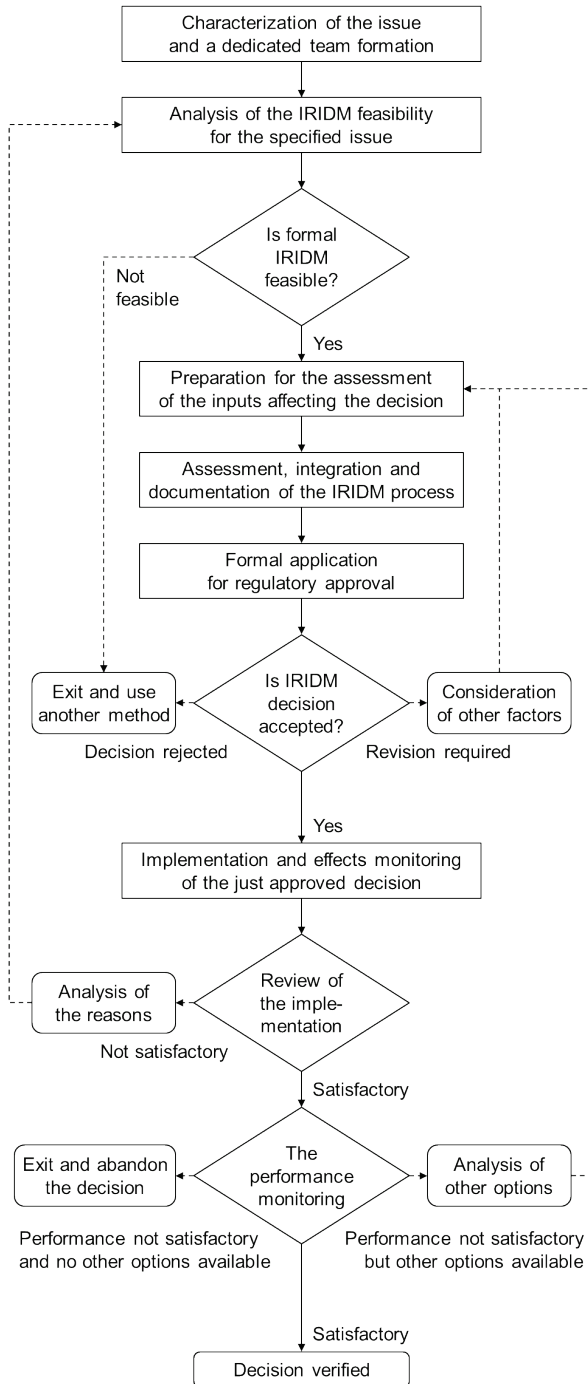 Characterization of the issue
and a dedicated team formation
Analysis of the IRIDM feasibility
for the specified issue
Is formal
IRIDM
feasible?
Not
feasible
Yes
Preparation for the assessment
of the inputs affecting the decision
Assessment, integration and
documentation of the IRIDM process
Formal application
for regulatory approval
Is IRIDM
decision
accepted?
Exit and use
another method
Consideration
of other factors
Decision rejected
Revision required
Yes
Implementation and effects monitoring
of the just approved decision
Review of
the imple-
mentation
Analysis of
the reasons
Not satisfactory
Satisfactory
The
performance
monitoring
Exit and abandon
the decision
Analysis of
other options
Performance not satisfactory
and no other options available
Performance not satisfactory
but other options available
Satisfactory
Decision verified